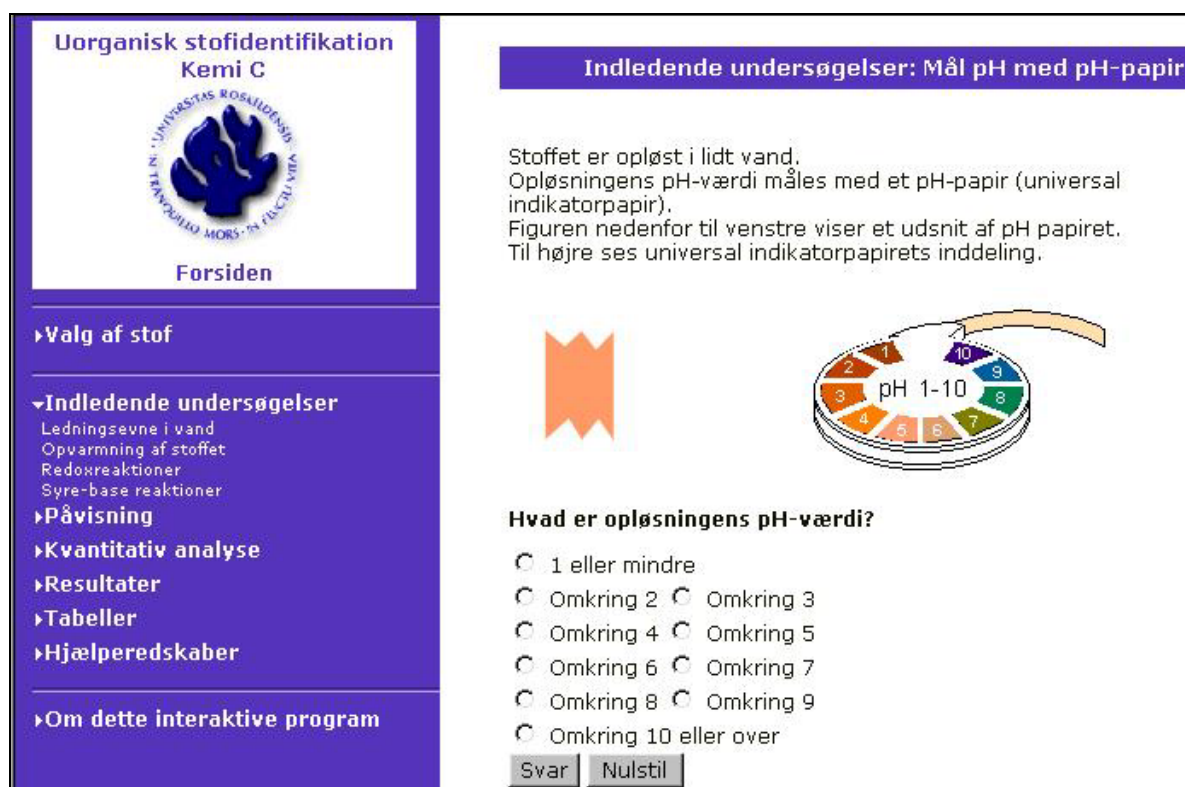 Uorganisk stofidentifikation
Kemi C
Forsiden
▸Valg af stof
▾Indledende undersøgelser
Ledningsevne i vand
Opvarmning af stoffet
Redoxreaktioner
Syre-base reaktioner
▸Påvisning
▸Kvantitativ analyse
▸Resultater
▸Tabeller
▸Hjælperedskaber
▸Om dette interaktive program
Indledende undersøgelser: Mål pH med pH-papir
Stoffet er opløst i lidt vand.
Opløsningens pH-værdi måles med et pH-papir (universal
indikatorpapir).
Figuren nedenfor til venstre viser et udsnit af pH papiret.
Til højre ses universal indikatorpapirets inddeling.
1 2 3 4 5 6 7 8 9 10
pH 1-10
Hvad er opløsningens pH-værdi?
1 eller mindre
Omkring 2 Omkring 3
Omkring 4 Omkring 5
Omkring 6 Omkring 7
Omkring 8 Omkring 9
Omkring 10 eller over
Svar Nulstil